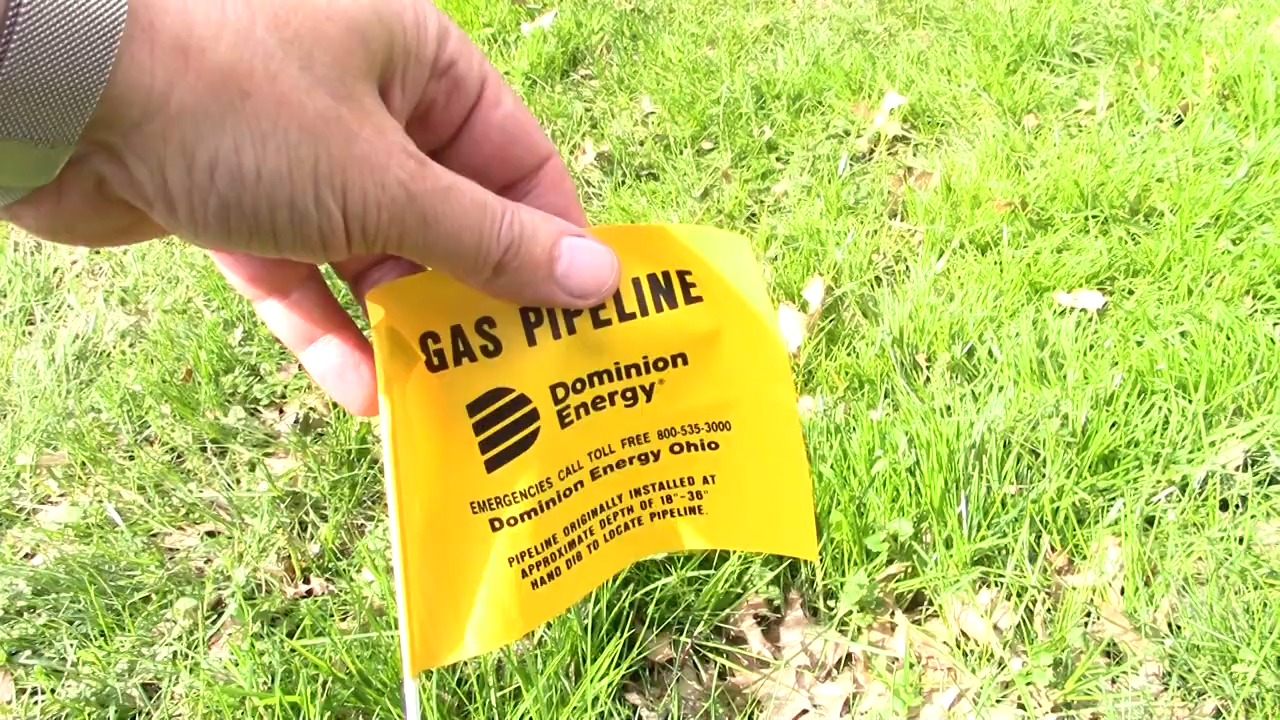 GAS PIPELINE
Dominion
Energy®
EMERGENCIES CALL TOLL FREE 800-535-3000
Dominion Energy Ohio
PIPELINE ORIGINALLY INSTALLED AT
APPROXIMATE DEPTH OF 18"-36"
HAND DIG TO LOCATE PIPELINE.